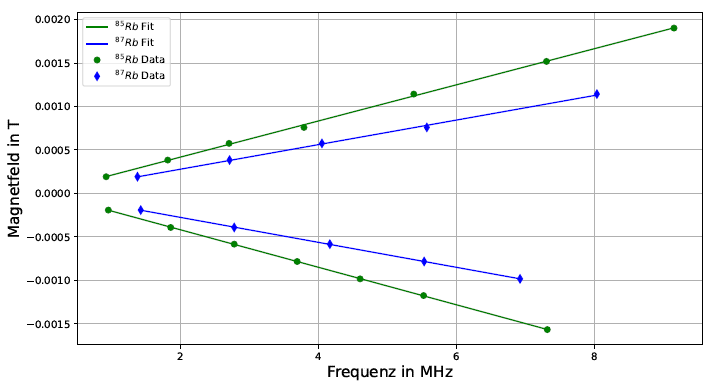 0.0020
0.0015
0.0010
0.0005
0.0000
−0.0005
−0.0010
−0.0015
Magnetfeld in T
⁸⁵Rb Fit
⁸⁷Rb Fit
⁸⁵Rb Data
⁸⁷Rb Data
2 4 6 8
Frequenz in MHz